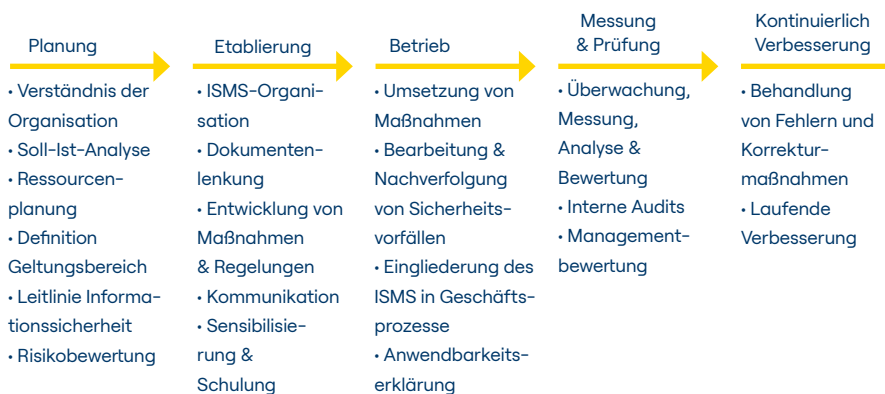 Planung
• Verständnis der
Organisation
• Soll-Ist-Analyse
• Ressourcen-
planung
• Definition
Geltungsbereich
• Leitlinie Informa-
tionssicherheit
• Risikobewertung
Etablierung
• ISMS-Organi-
sation
• Dokumenten-
lenkung
• Entwicklung von
Maßnahmen
& Regelungen
• Kommunikation
• Sensibilisie-
rung &
Schulung
Betrieb
• Umsetzung von
Maßnahmen
• Bearbeitung &
Nachverfolgung
von Sicherheits-
vorfällen
• Eingliederung des
ISMS in Geschäfts-
prozesse
• Anwendbarkeits-
erklärung
Messung
& Prüfung
• Überwachung,
Messung,
Analyse &
Bewertung
• Interne Audits
• Management-
bewertung
Kontinuierlich
Verbesserung
• Behandlung
von Fehlern und
Korrektur-
maßnahmen
• Laufende
Verbesserung